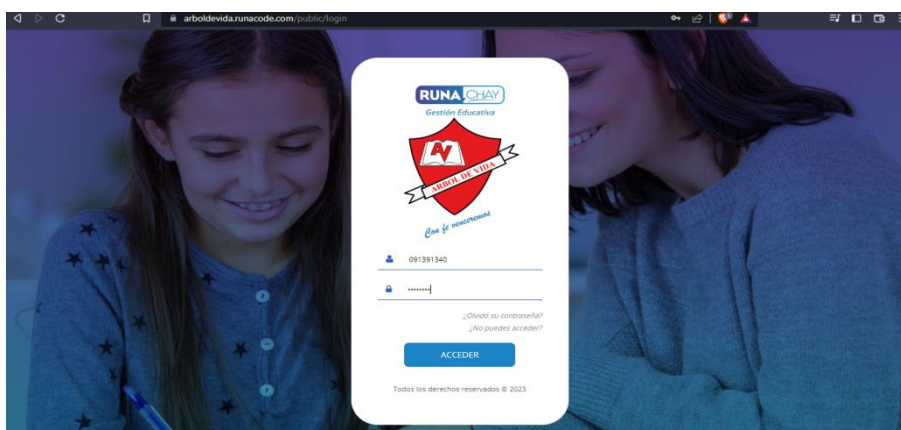 arboldevida.runacode.com/public/login
RUNA CHAY
Gestión Educativa
AV
ARBOL DE VIDA
Con fe venceremos
091391340
••••••••
¿Olvidó su contraseña?
¿No puedes acceder?
ACCEDER
Todos los derechos reservados © 2023